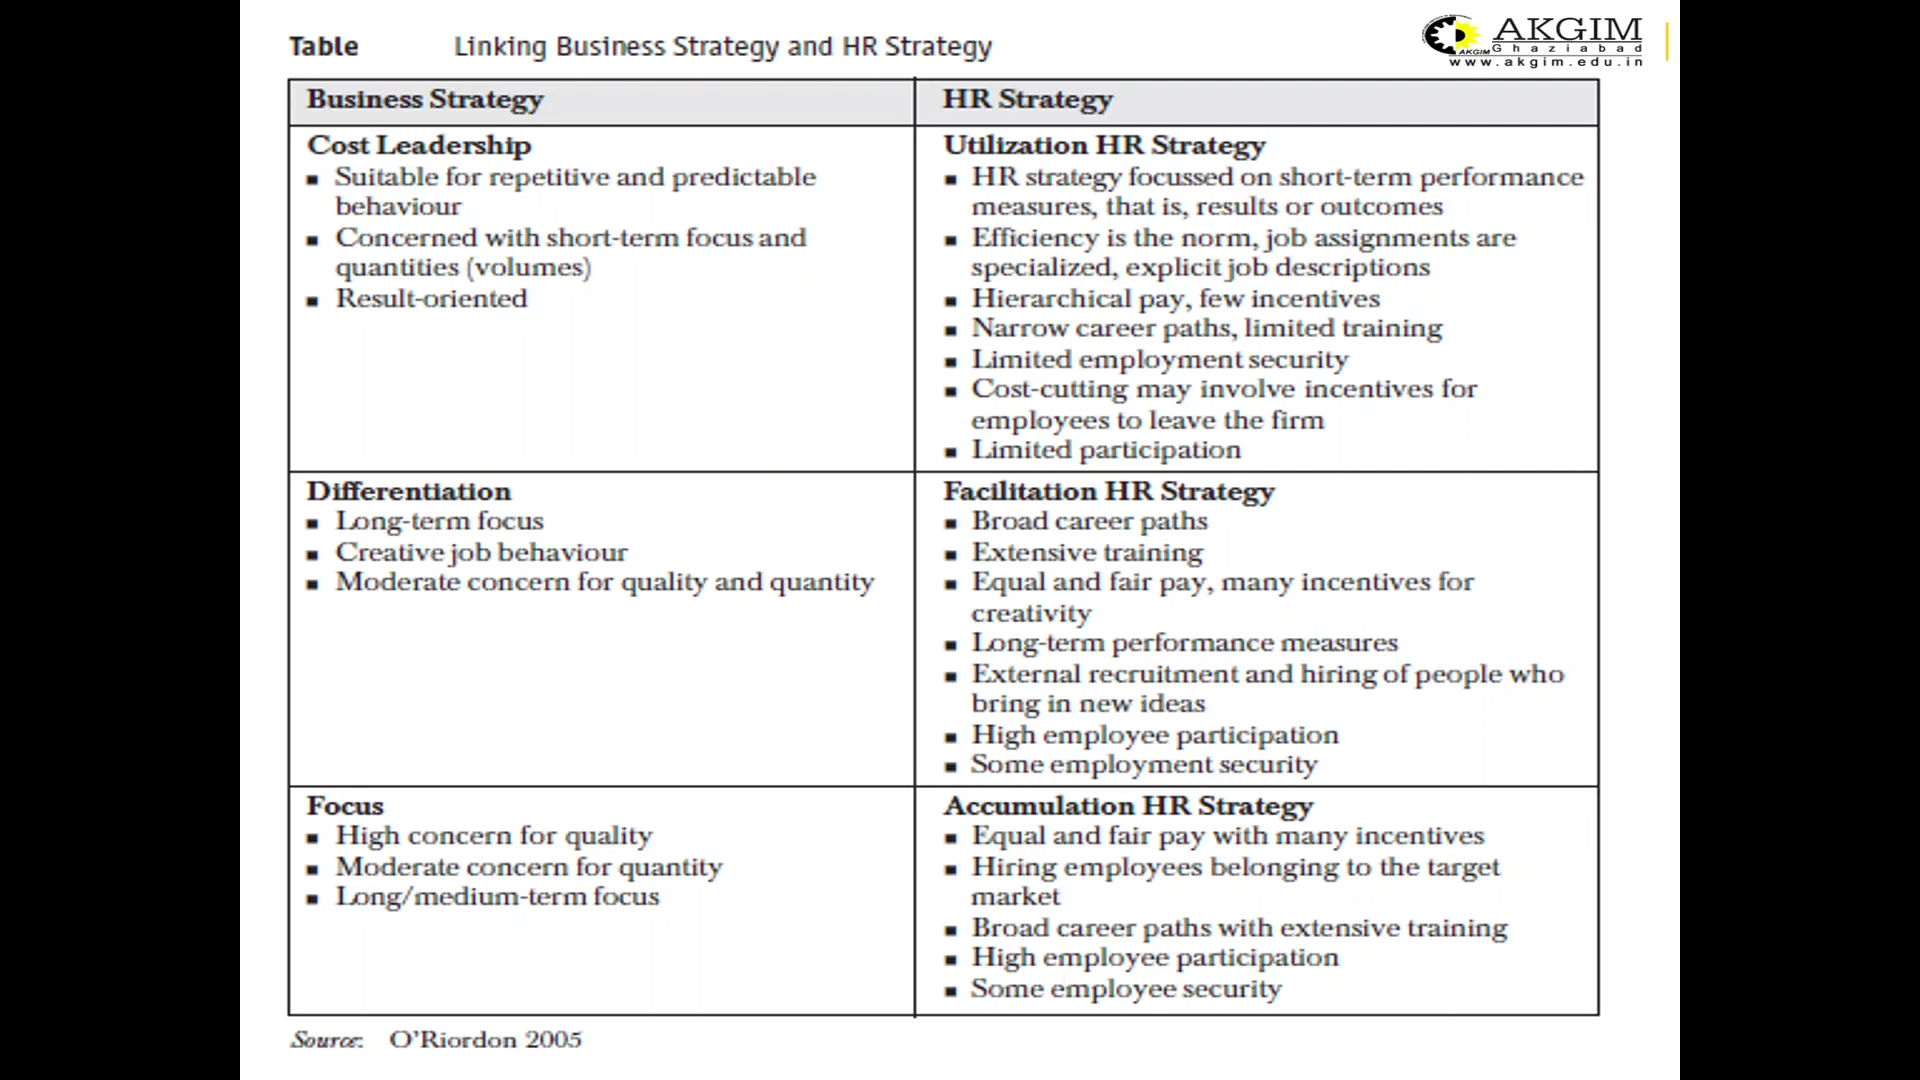 Table Linking Business Strategy and HR Strategy
AKGIM
Ghaziabad
AKGIM
www.akgim.edu.in
Business Strategy
HR Strategy
Cost Leadership
▪ Suitable for repetitive and predictable
behaviour
▪ Concerned with short-term focus and
quantities (volumes)
▪ Result-oriented
Utilization HR Strategy
▪ HR strategy focussed on short-term performance
measures, that is, results or outcomes
▪ Efficiency is the norm, job assignments are
specialized, explicit job descriptions
▪ Hierarchical pay, few incentives
▪ Narrow career paths, limited training
▪ Limited employment security
▪ Cost-cutting may involve incentives for
employees to leave the firm
▪ Limited participation
Differentiation
▪ Long-term focus
▪ Creative job behaviour
▪ Moderate concern for quality and quantity
Facilitation HR Strategy
▪ Broad career paths
▪ Extensive training
▪ Equal and fair pay, many incentives for
creativity
▪ Long-term performance measures
▪ External recruitment and hiring of people who
bring in new ideas
▪ High employee participation
▪ Some employment security
Focus
▪ High concern for quality
▪ Moderate concern for quantity
▪ Long/medium-term focus
Accumulation HR Strategy
▪ Equal and fair pay with many incentives
▪ Hiring employees belonging to the target
market
▪ Broad career paths with extensive training
▪ High employee participation
▪ Some employee security
Source: O'Riordon 2005